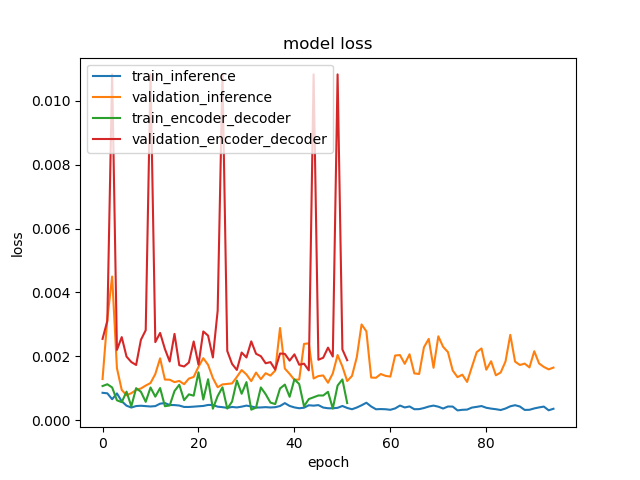 model loss
train_inference
validation_inference
train_encoder_decoder
validation_encoder_decoder
0.010
0.008
0.006
0.004
0.002
0.000
loss
0 20 40 60 80
epoch